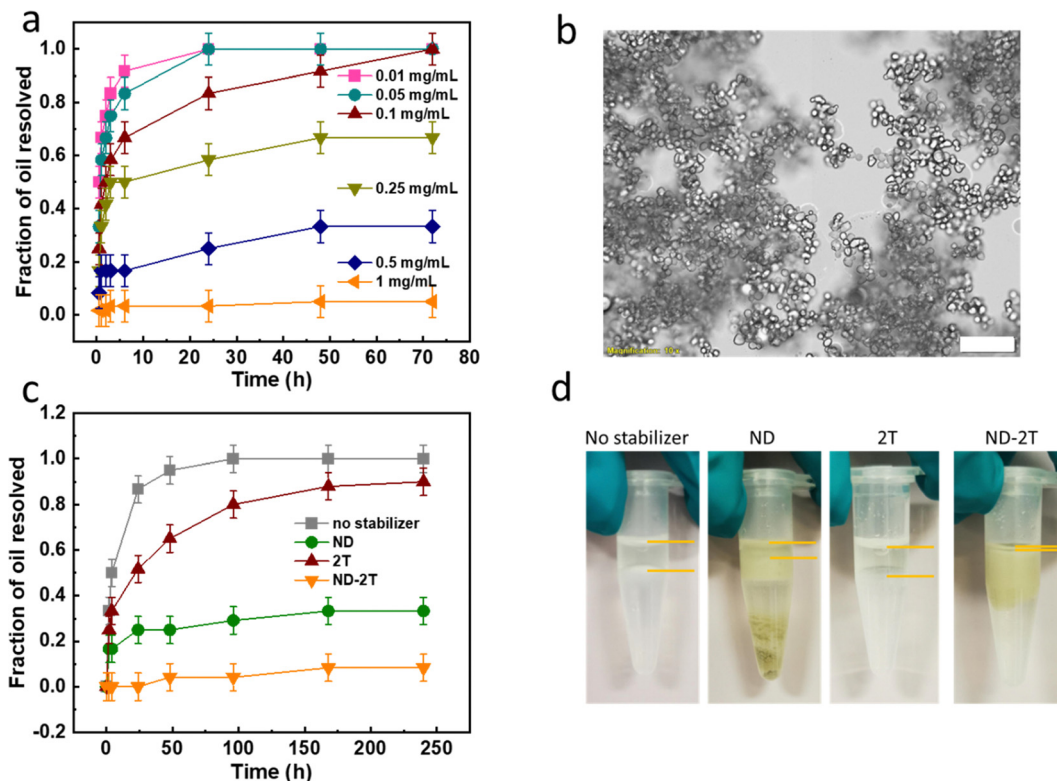 a
Fraction of oil resolved
1.0
0.8
0.6
0.4
0.2
0.0
0.01 mg/mL
0.05 mg/mL
0.1 mg/mL
0.25 mg/mL
0.5 mg/mL
1 mg/mL
0 10 20 30 40 50 60 70 80
Time (h)
b
Magnification: 10 x
c
Fraction of oil resolved
1.2
1.0
0.8
0.6
0.4
0.2
0.0
-0.2
no stabilizer
ND
2T
ND-2T
0 50 100 150 200 250
Time (h)
d
No stabilizer
ND
2T
ND-2T